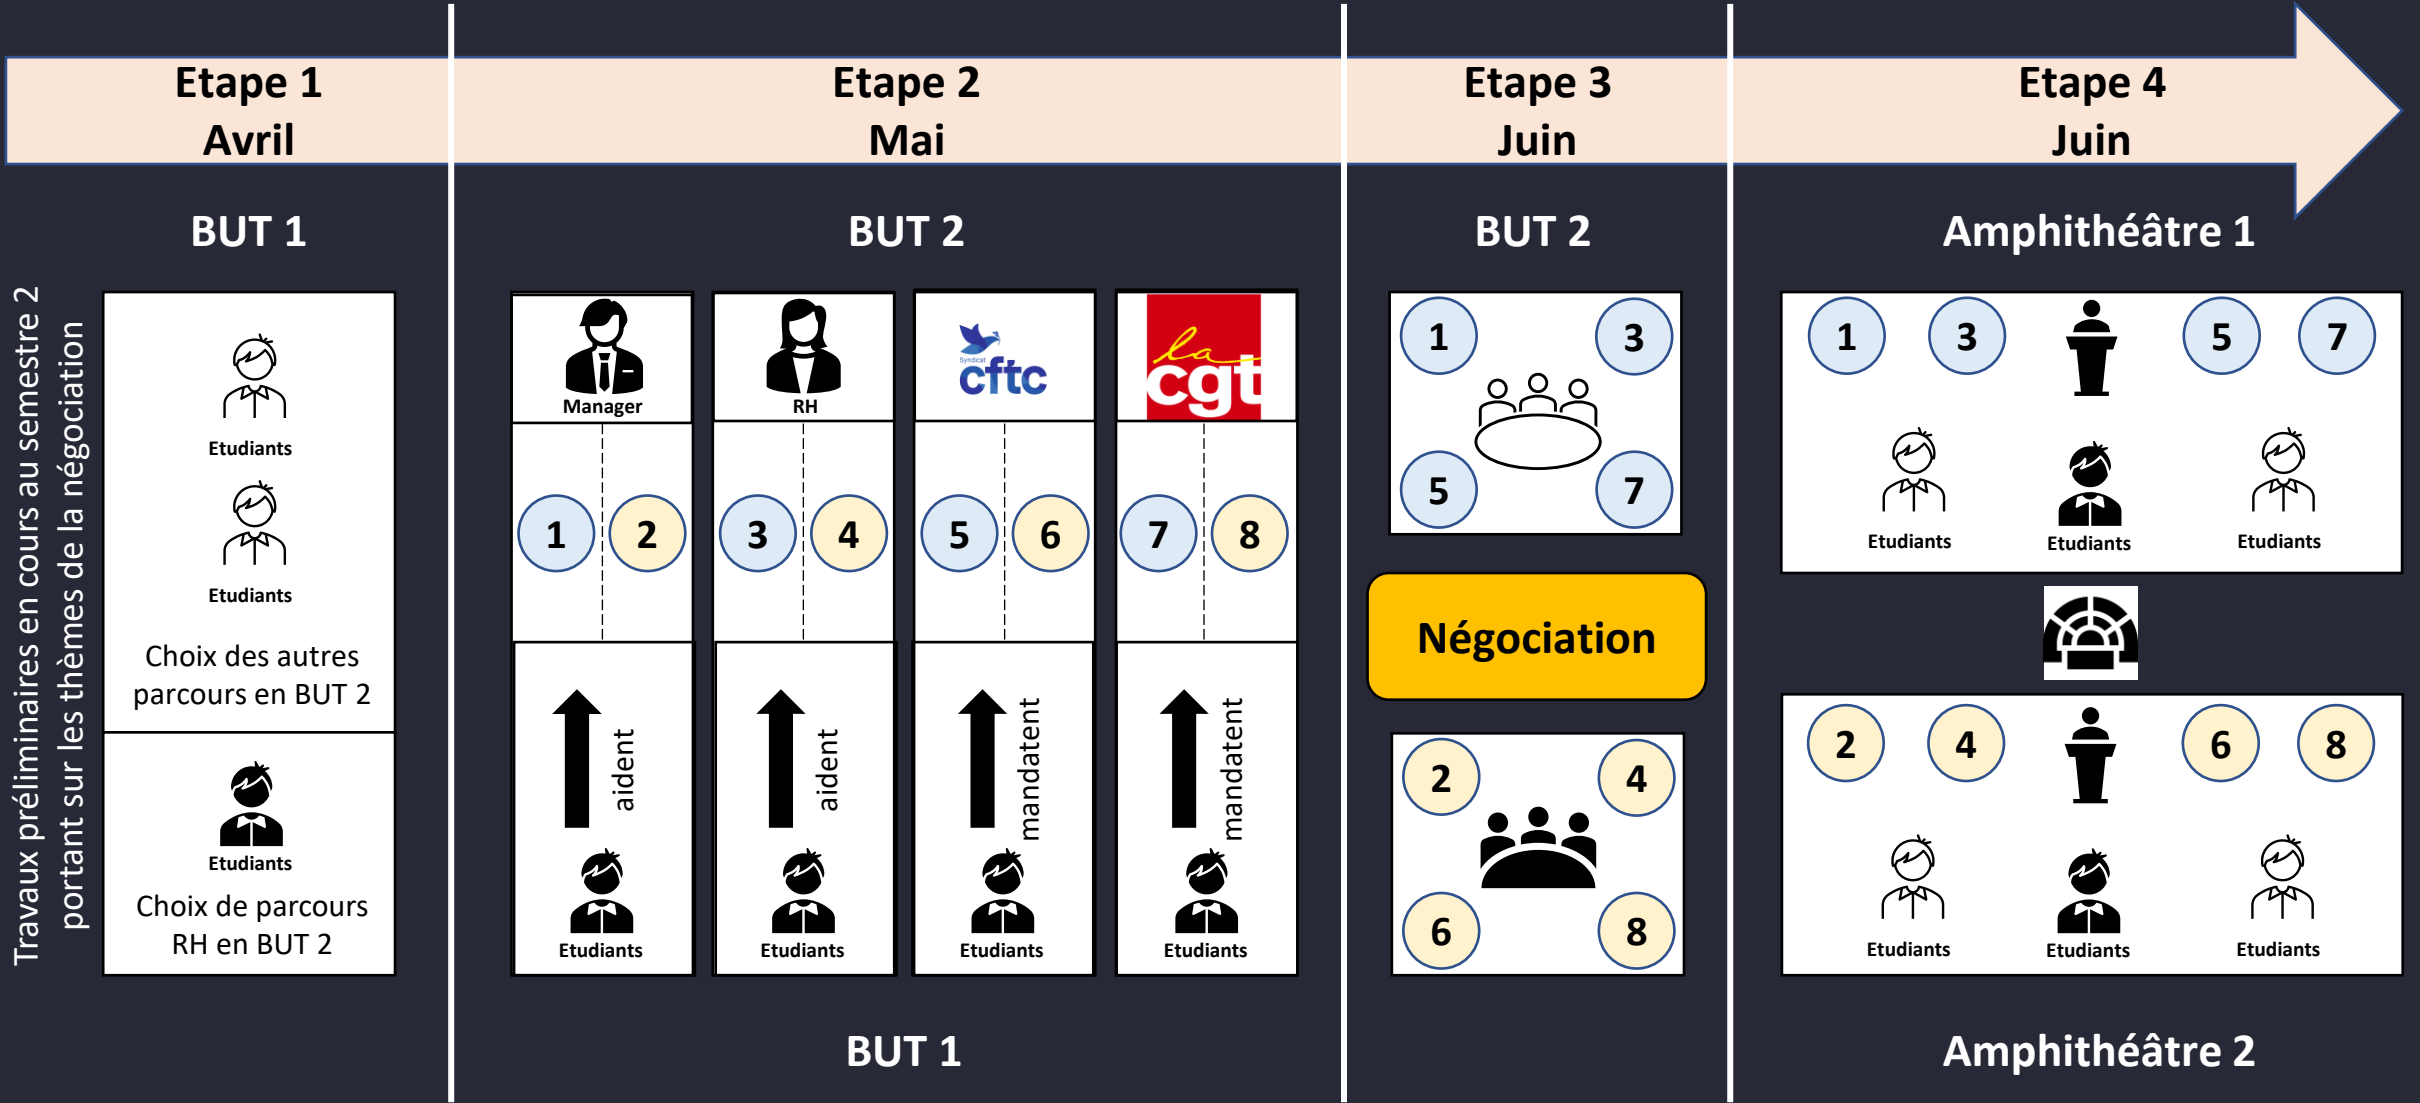 Etape 1
Avril
Etape 2
Mai
Etape 3
Juin
Etape 4
Juin
Travaux préliminaires en cours au semestre 2
portant sur les thèmes de la négociation
BUT 1
Etudiants
Etudiants
Choix des autres
parcours en BUT 2
Etudiants
Choix de parcours
RH en BUT 2
BUT 2
Manager
RH
Syndicat
cftc
la
cgt
1
2
3
4
5
6
7
8
aident
aident
mandatent
mandatent
Etudiants
Etudiants
Etudiants
Etudiants
BUT 1
BUT 2
1
3
5
7
Négociation
2
4
6
8
Amphithéâtre 1
1
3
5
7
Etudiants
Etudiants
Etudiants
2
4
6
8
Etudiants
Etudiants
Etudiants
Amphithéâtre 2